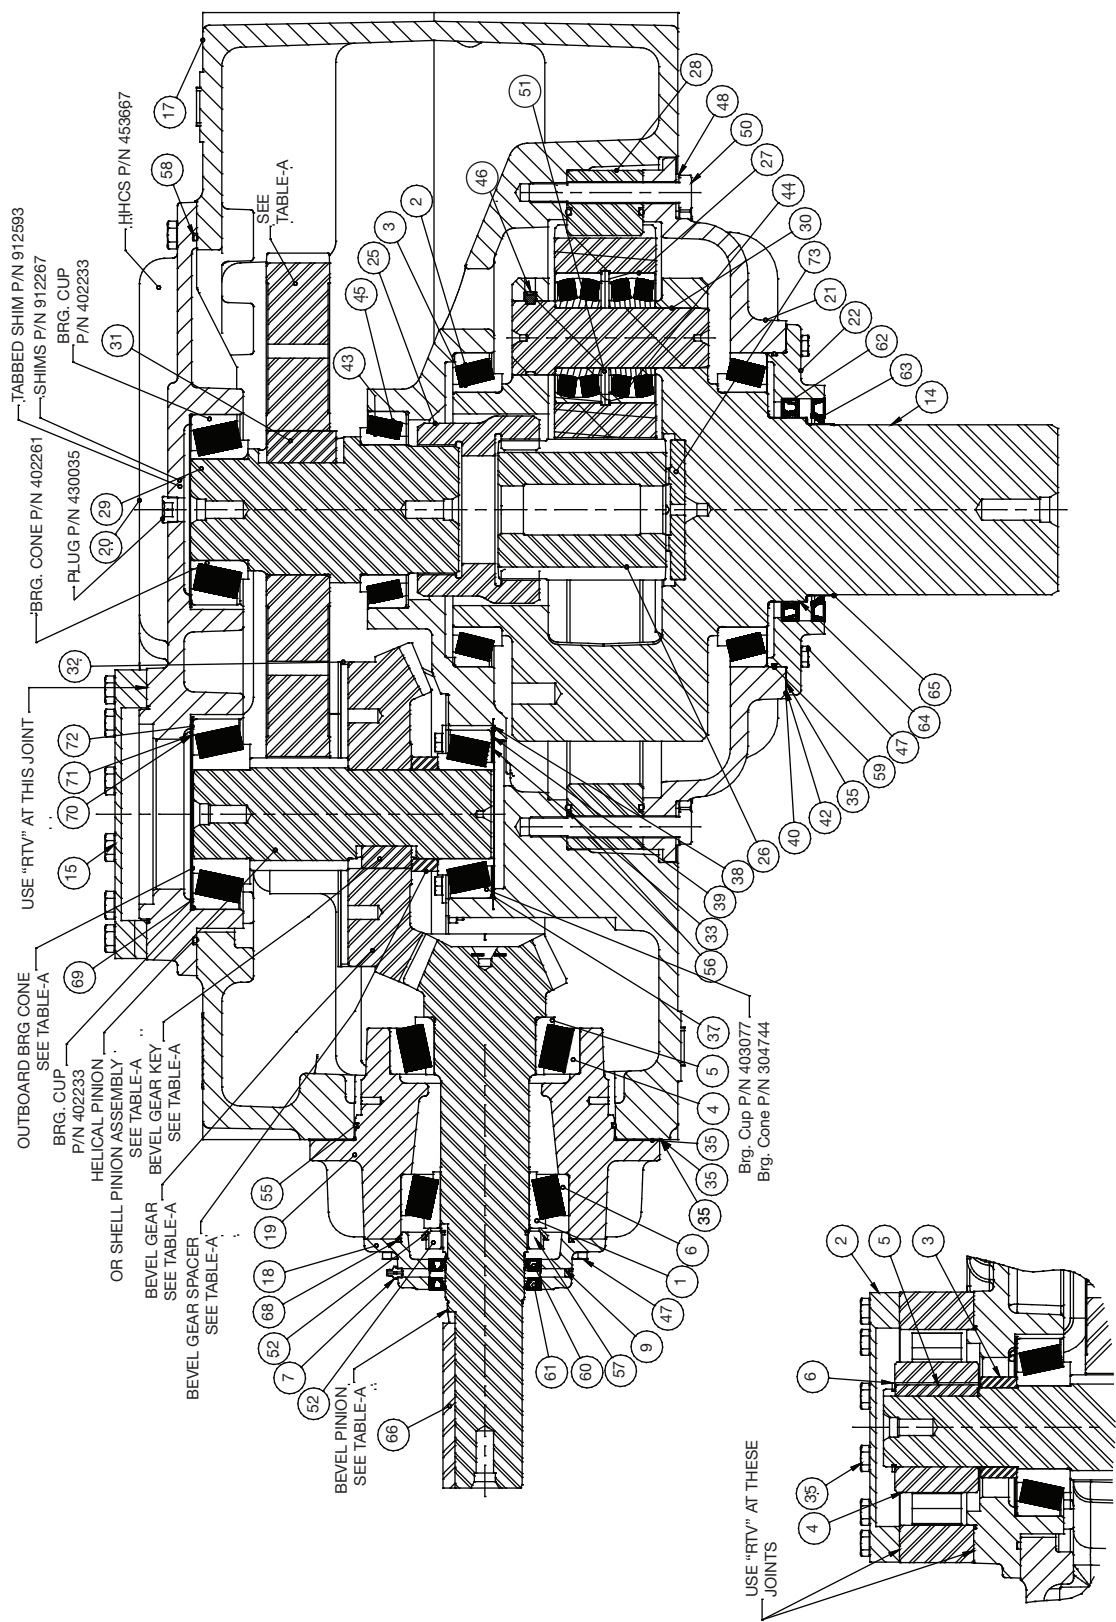 17
HHCS P/N 453667
58
TABBED SHIM P/N 912593
SHIMS P/N 912267
BRG. CUP
P/N 402233
31
SEE
TABLE-A
BRG. CONE P/N 402261
PLUG P/N 430035
29
20
43
45
25
3
2
46
51
28
48
50
27
44
30
73
21
22
62
63
14
32
USE "RTV" AT THIS JOINT
72
71
70
15
69
OUTBOARD BRG CONE
SEE TABLE-A
BRG. CUP
P/N 402233
HELICAL PINION
OR SHELL PINION ASSEMBLY
SEE TABLE-A
BEVEL GEAR KEY
SEE TABLE-A
BEVEL GEAR
SEE TABLE-A
BEVEL GEAR SPACER
SEE TABLE-A
65
64
47
59
35
42
40
26
38
39
33
56
Brg. Cup P/N 403077
Brg. Cone P/N 304744
37
5
4
35
35
35
55
19
18
68
52
7
52
BEVEL PINION
SEE TABLE-A
66
6
1
47
9
57
60
61
USE "RTV" AT THESE
JOINTS
4
35
6
2
5
3